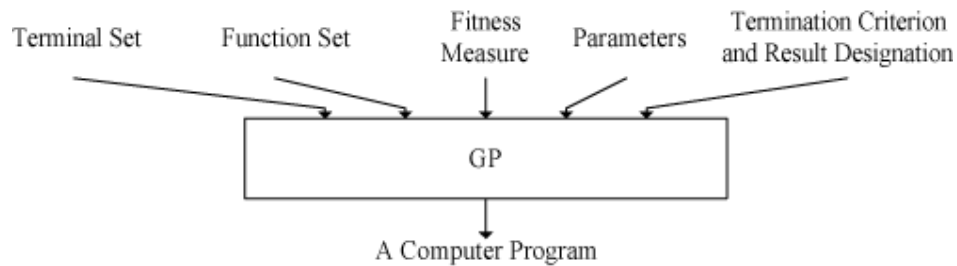 Terminal Set
Function Set
Fitness
Measure
Parameters
Termination Criterion
and Result Designation
GP
A Computer Program